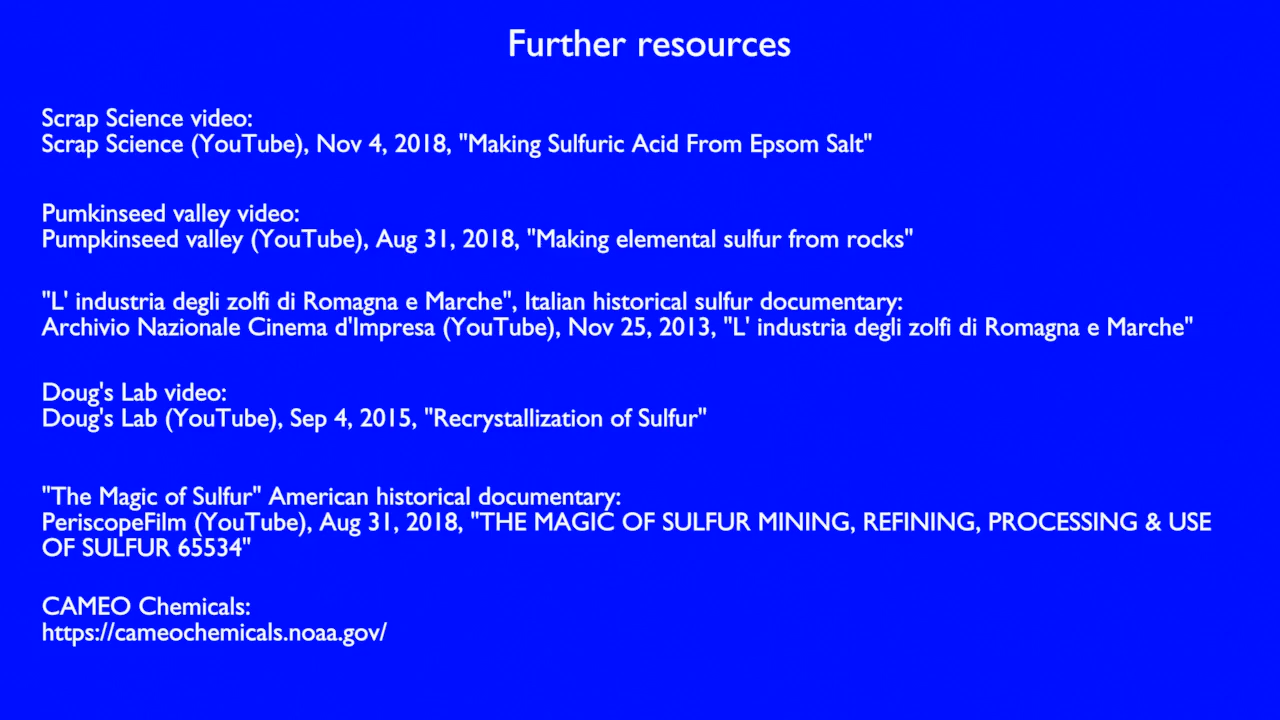 Further resources
Scrap Science video:
Scrap Science (YouTube), Nov 4, 2018, "Making Sulfuric Acid From Epsom Salt"
Pumkinseed valley video:
Pumpkinseed valley (YouTube), Aug 31, 2018, "Making elemental sulfur from rocks"
"L' industria degli zolfi di Romagna e Marche", Italian historical sulfur documentary:
Archivio Nazionale Cinema d'Impresa (YouTube), Nov 25, 2013, "L' industria degli zolfi di Romagna e Marche"
Doug's Lab video:
Doug's Lab (YouTube), Sep 4, 2015, "Recrystallization of Sulfur"
"The Magic of Sulfur" American historical documentary:
PeriscopeFilm (YouTube), Aug 31, 2018, "THE MAGIC OF SULFUR MINING, REFINING, PROCESSING & USE
OF SULFUR 65534"
CAMEO Chemicals:
https://cameochemicals.noaa.gov/